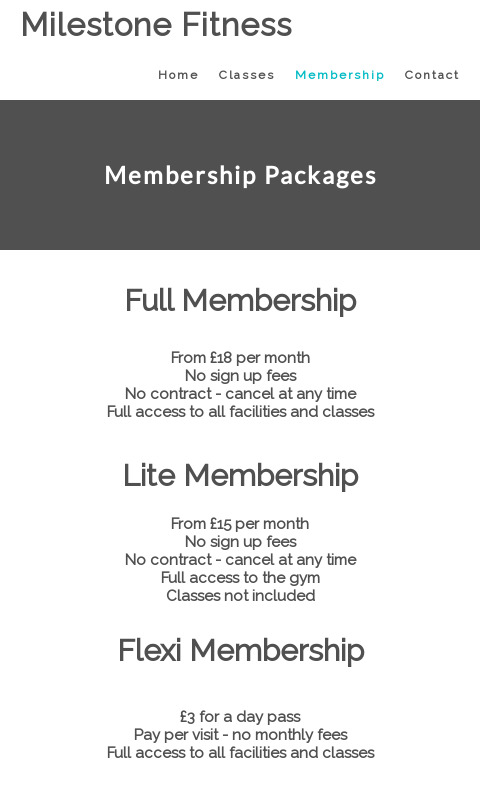 Milestone Fitness
Home Classes Membership Contact
Membership Packages
Full Membership
From £18 per month
No sign up fees
No contract - cancel at any time
Full access to all facilities and classes
Lite Membership
From £15 per month
No sign up fees
No contract - cancel at any time
Full access to the gym
Classes not included
Flexi Membership
£3 for a day pass
Pay per visit - no monthly fees
Full access to all facilities and classes